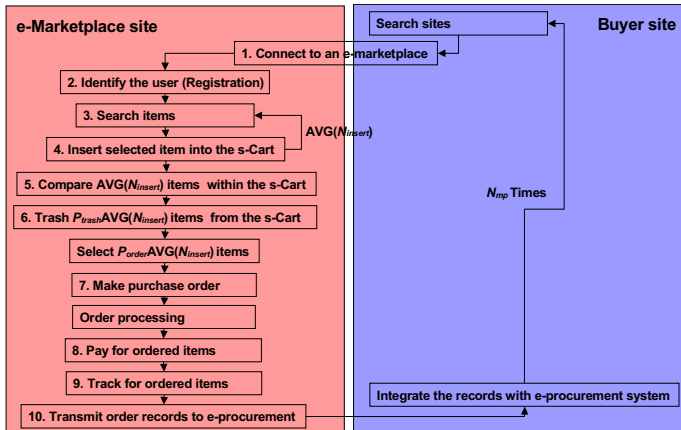 e-Marketplace site
Search sites
Buyer site
1. Connect to an e-marketplace
2. Identify the user (Registration)
3. Search items
AVG(Ninsert)
4. Insert selected item into the s-Cart
5. Compare AVG(Ninsert) items within the s-Cart
Nmp Times
6. Trash PtrashAVG(Ninsert) items from the s-Cart
Select PorderAVG(Ninsert) items
7. Make purchase order
Order processing
8. Pay for ordered items
9. Track for ordered items
Integrate the records with e-procurement system
10. Transmit order records to e-procurement